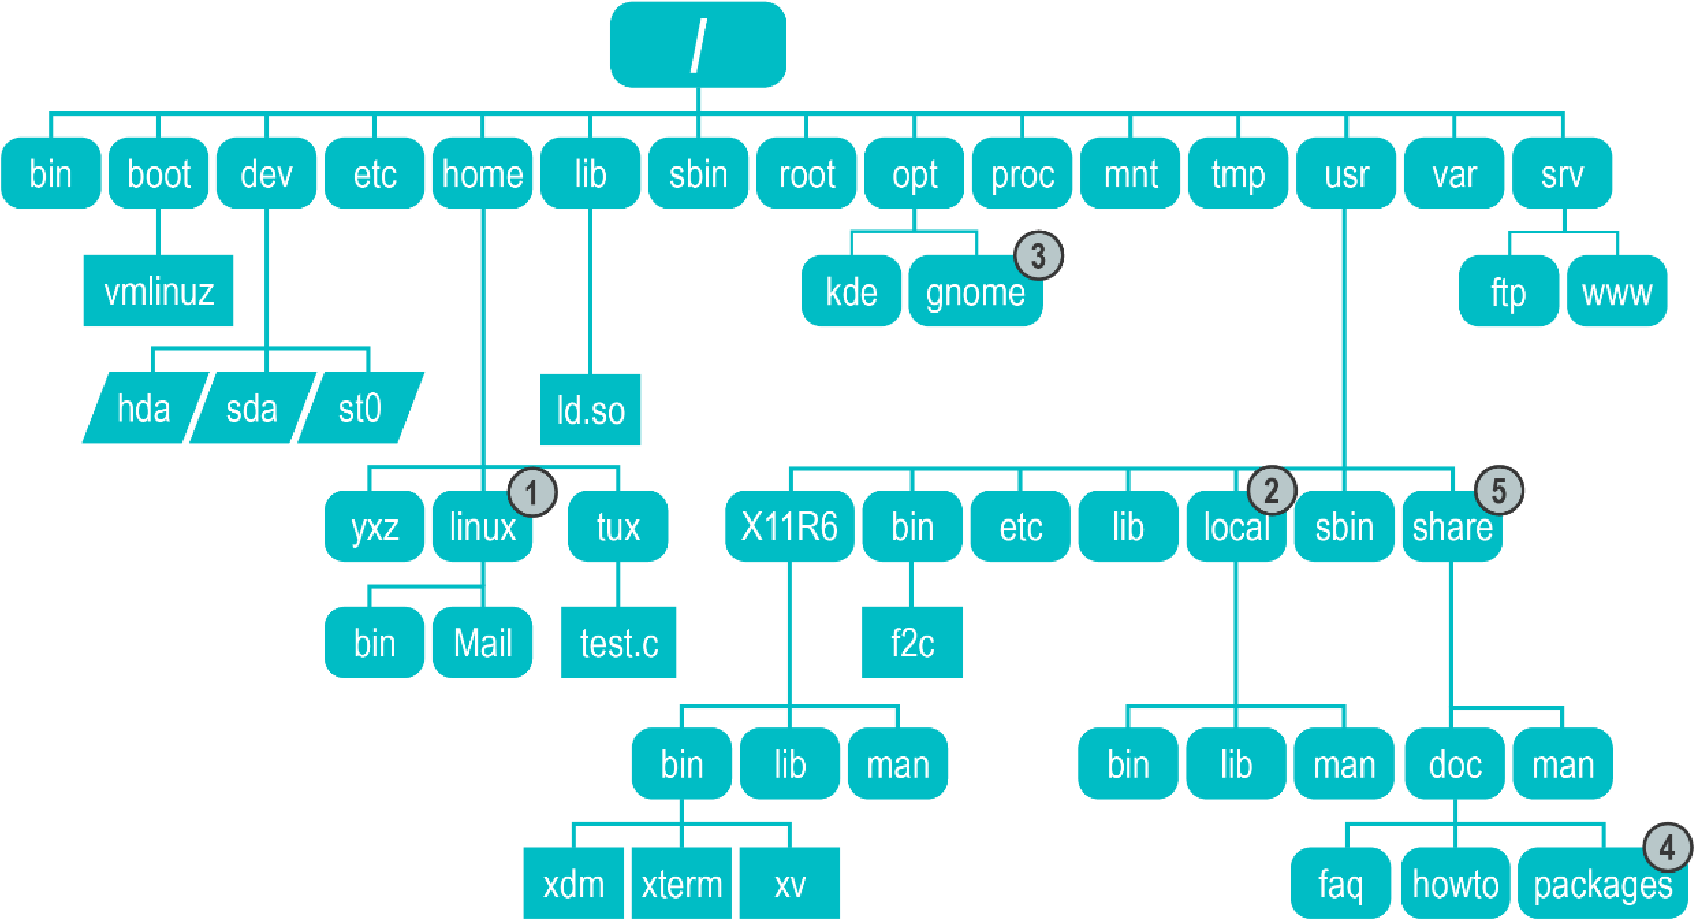 /
bin boot dev etc home lib sbin root opt proc mnt tmp usr var srv
3
vmlinuz kde gnome ftp www
hda sda st0 ld.so
1 2 5
yxz linux tux X11R6 bin etc lib local sbin share
bin Mail test.c f2c
bin lib man bin lib man doc man
4
xdm xterm xv faq howto packages